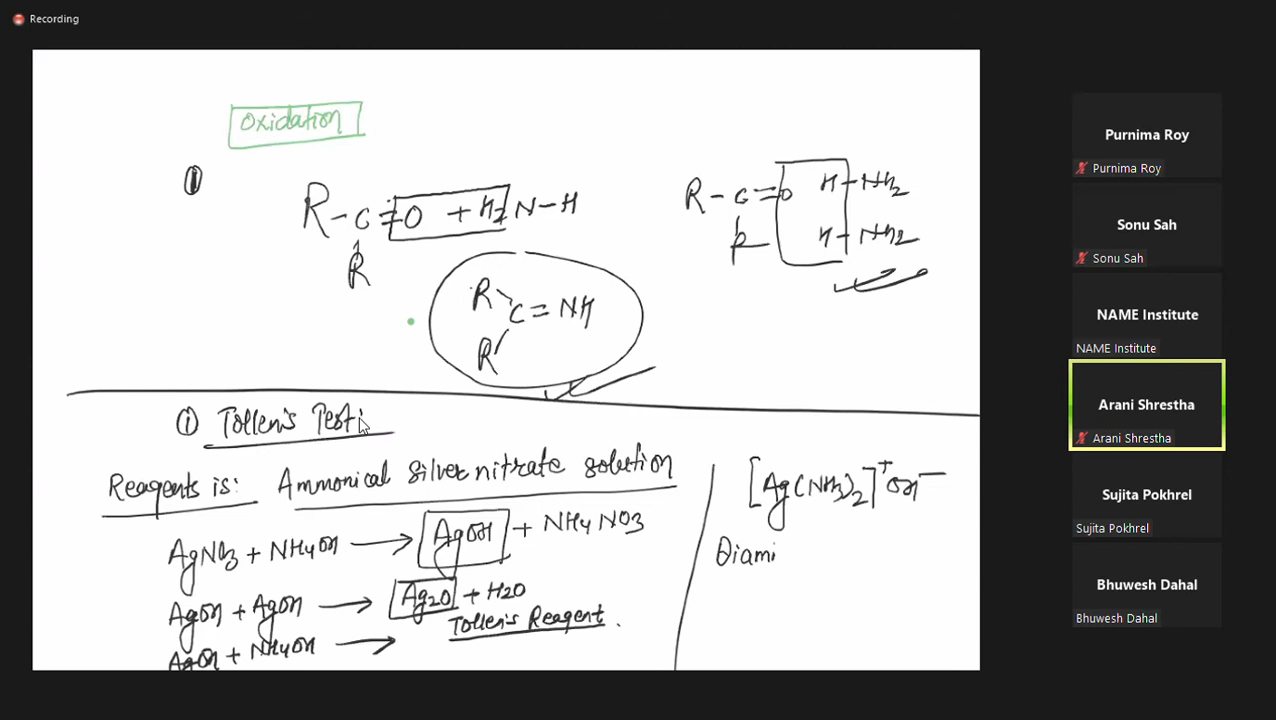 Recording
Oxidation
①
R-C=O + H2N-H
R
R-C=O H-NH2
R H-NH2
R
C=NH
R
① Tollen's Test:
Reagents is: Ammonical silver nitrate solution
[Ag(NH3)2]+OH-
AgNO3 + NH4OH → AgOH + NH4NO3
Diami
AgOH + AgOH → Ag2O + H2O
Tollen's Reagent.
AgOH + NH4OH →
Purnima Roy
Purnima Roy
Sonu Sah
Sonu Sah
NAME Institute
NAME Institute
Arani Shrestha
Arani Shrestha
Sujita Pokhrel
Sujita Pokhrel
Bhuwesh Dahal
Bhuwesh Dahal